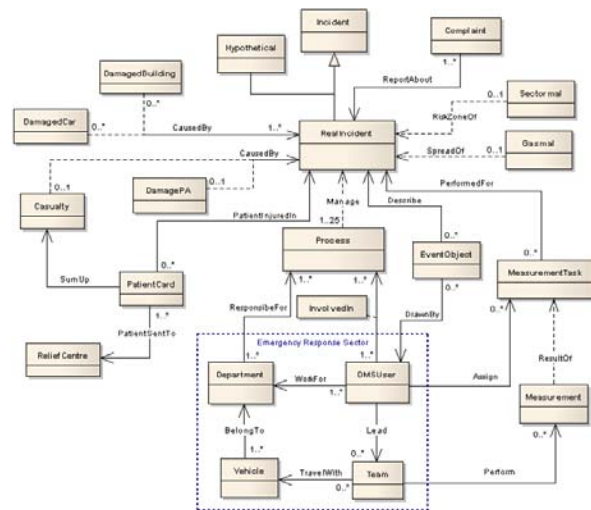 Incident
Hypothetical
Complaint
1..*
DamagedBuilding
0..*
ReportAbout
DamagedCar
0..*
CausedBy
1..*
RealIncident
RiskZoneOf
0..1
Sectormal
SpreadOf
0..1
Gasmal
CausedBy
0..1
Casualty
DamagePA
0..1
PatientInjuredIn
Manage
Describe
PerformedFor
1..25
Process
1..*
1..*
0..*
EventObject
0..*
0..*
MeasurementTask
0..*
SumUp
0..*
PatientCard
1..*
ResponsibeFor
InvolvedIn
DrawnBy
PatientSentTo
ReliefCentre
Emergency Response Sector
1..*
1..*
Department
WorkFor
1..*
DMSUser
Assign
ResultOf
Measurement
0..*
BelongTo
Lead
1..*
0..*
Vehicle
TravelWith
0..*
Team
Perform